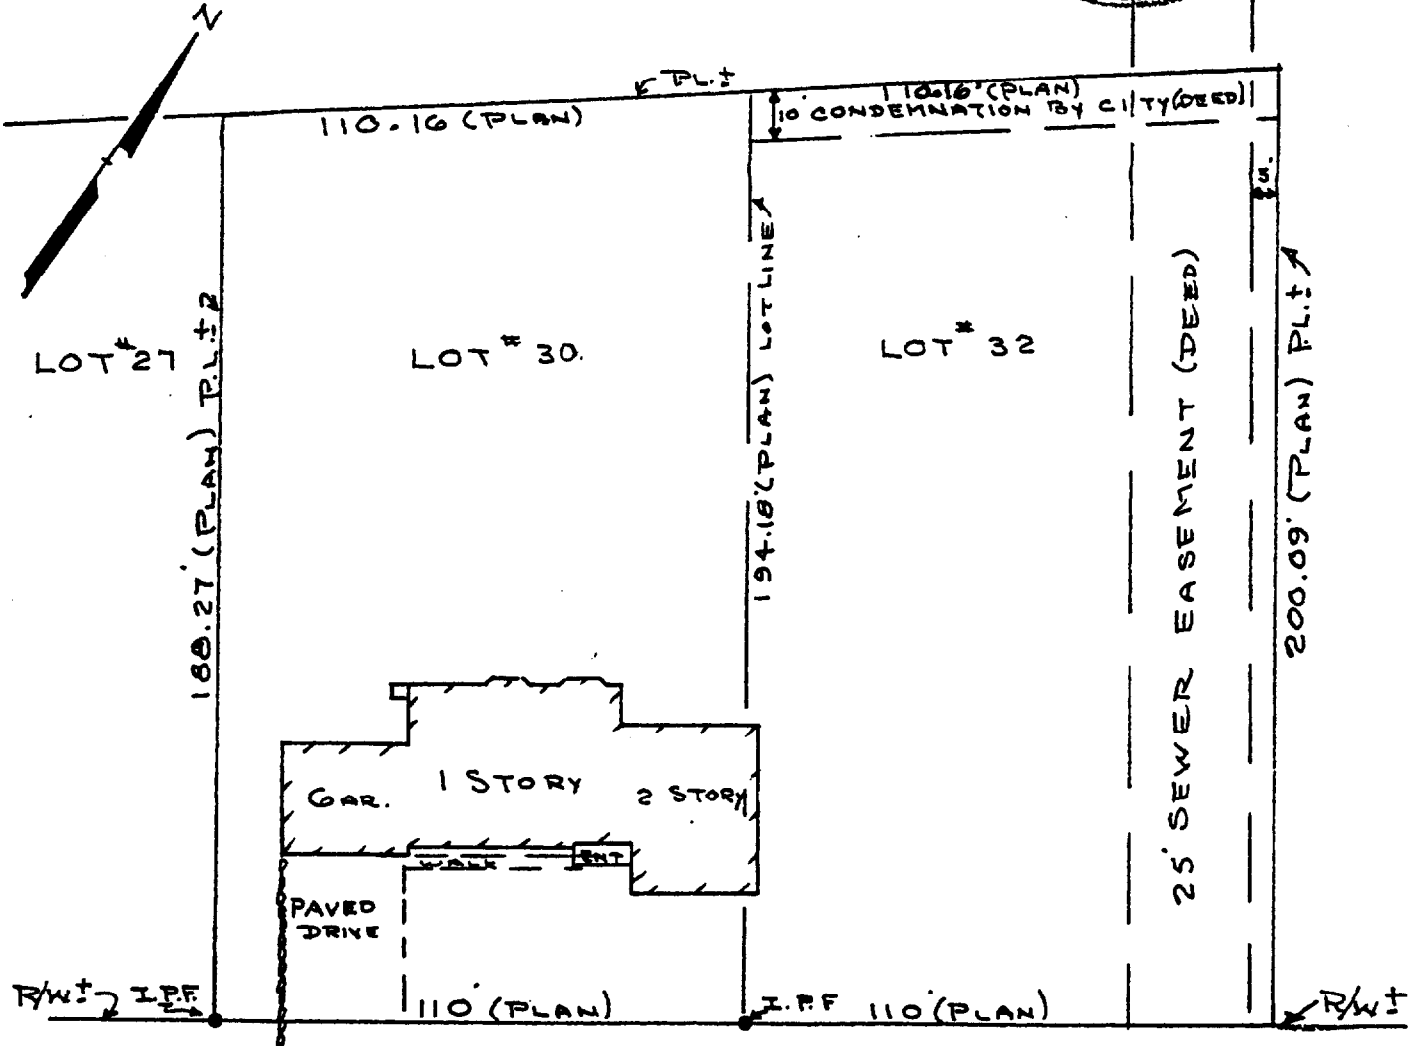 N
PL.±
110.16 (PLAN)
110.16' (PLAN)
10' CONDEMNATION BY CITY (DEED)
5.
LOT #27
188.27' (PLAN) P.L.±
LOT # 30.
194.18' (PLAN) LOT LINE
LOT # 32
25' SEWER EASEMENT (DEED)
200.09' (PLAN) PL.±
GAR.
1 STORY
2 STORY
WALK
ENT
PAVED
DRIVE
R/W±
I.P.F.
110' (PLAN)
I.P.F
110' (PLAN)
R/W±